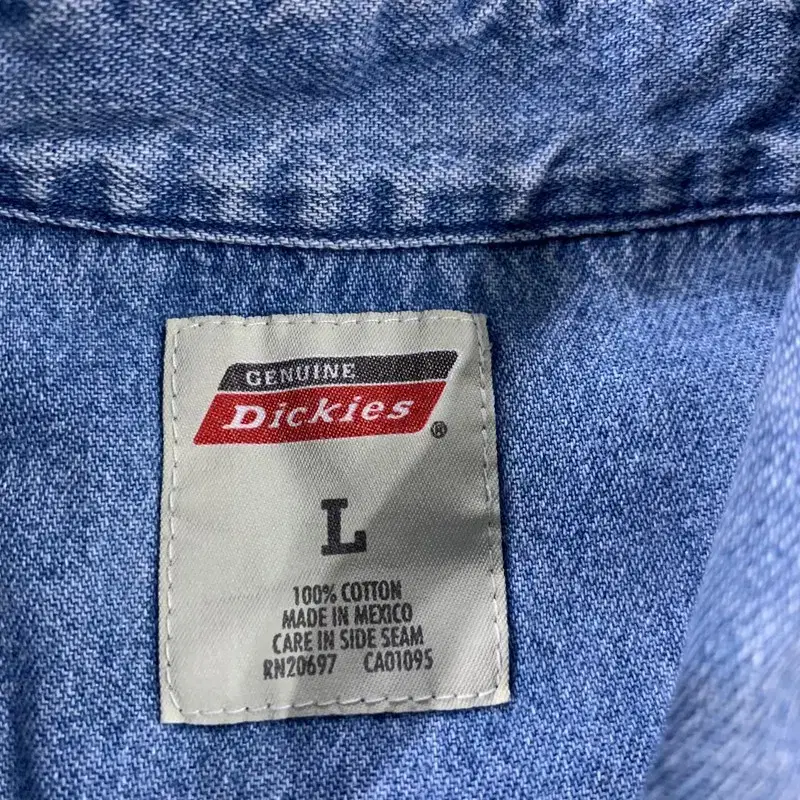 GENUINE
Dickies®
L
100% COTTON
MADE IN MEXICO
CARE IN SIDE SEAM
RN20697 CA01095